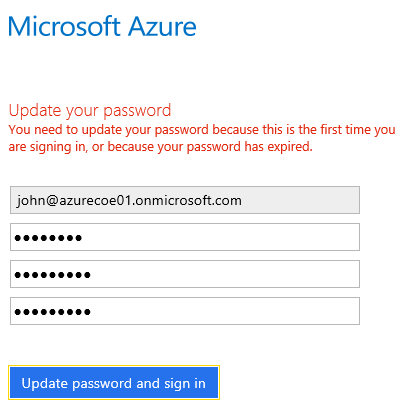 Microsoft Azure
Update your password
You need to update your password because this is the first time you
are signing in, or because your password has expired.
john@azurecoe01.onmicrosoft.com
●●●●●●●●
●●●●●●●●●
●●●●●●●●●
Update password and sign in